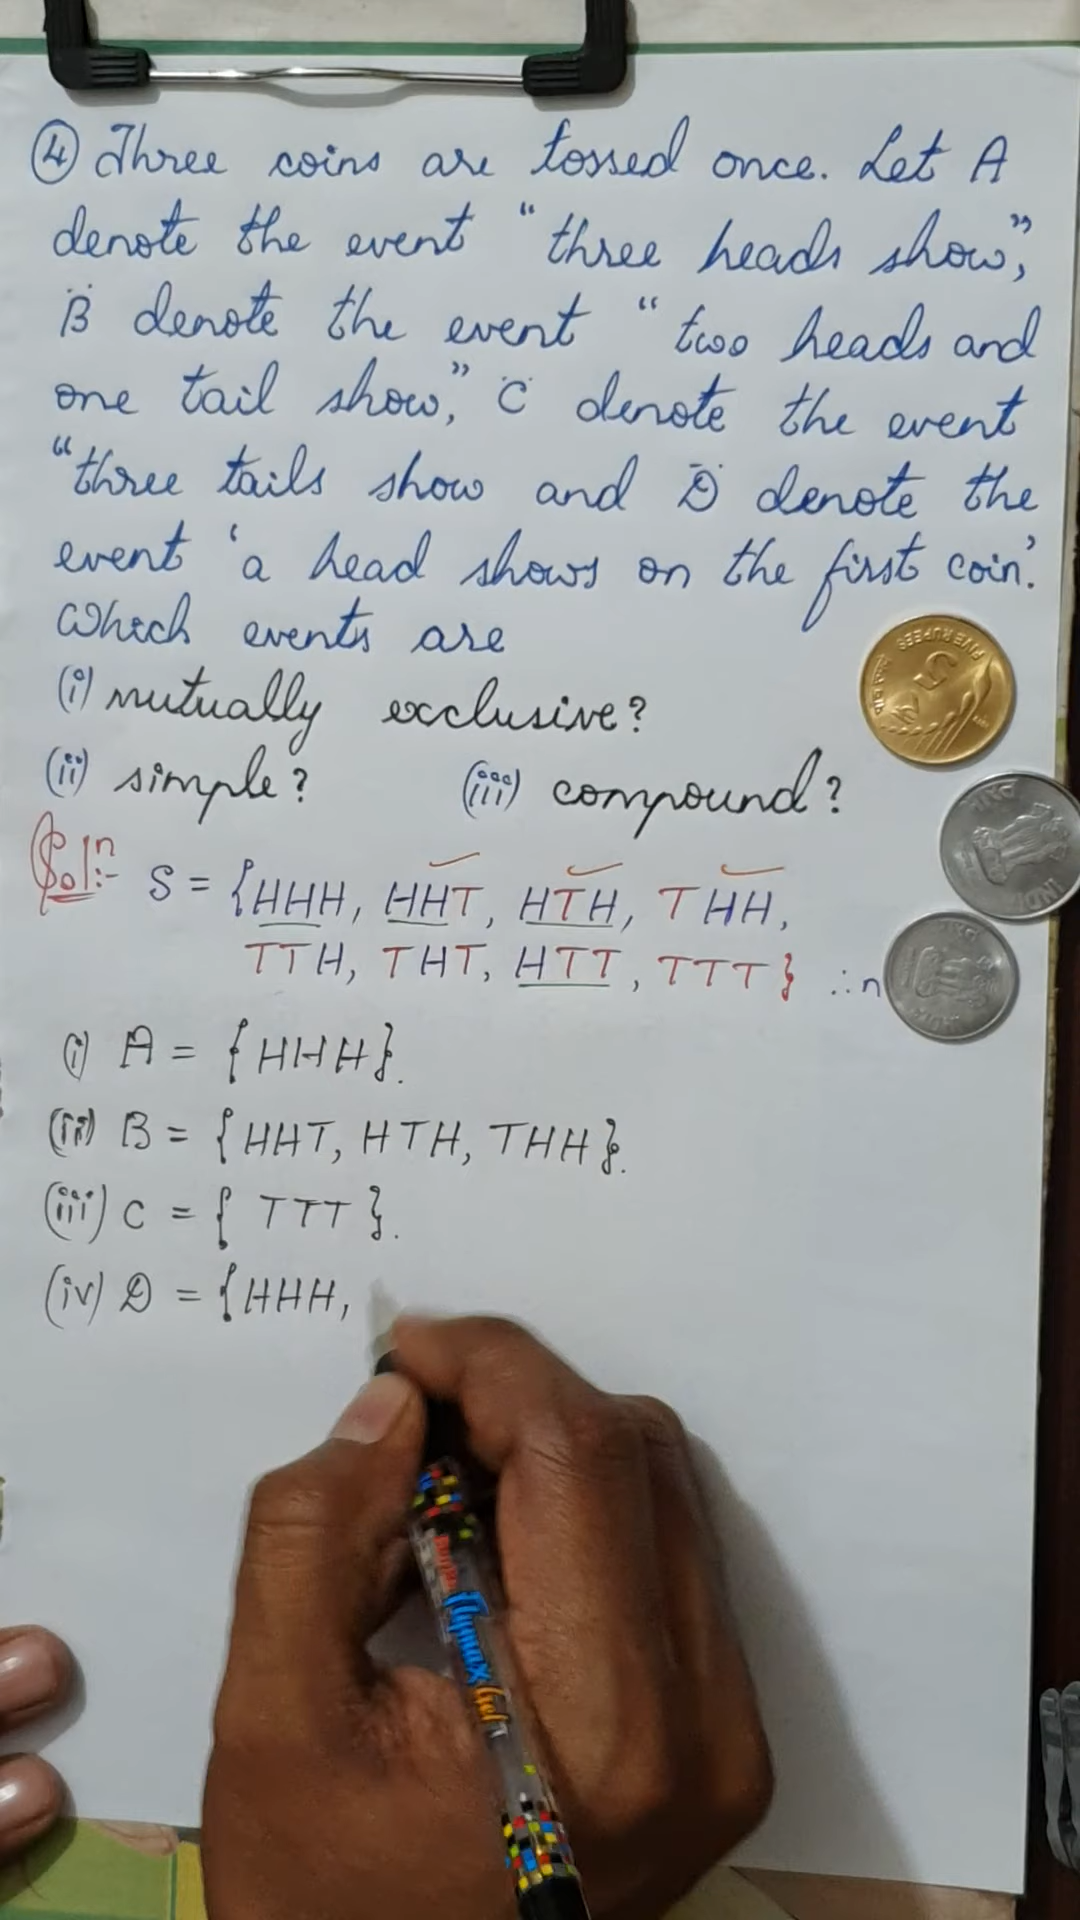 ④ Three coins are tossed once. Let A
denote the event "three heads show",
B denote the event "two heads and
one tail show", C denote the event
"three tails show and D denote the
event 'a head shows on the first coin'.
Which events are
(i) mutually exclusive?
(ii) simple? (iii) compound?
Solⁿ:- S = {HHH, HHT, HTH, THH,
TTH, THT, HTT, TTT} ∴ n
(i) A = {HHH}.
(ii) B = {HHT, HTH, THH}.
(iii) C = { TTT }.
(iv) D = {HHH,
FIVE RUPEES
5